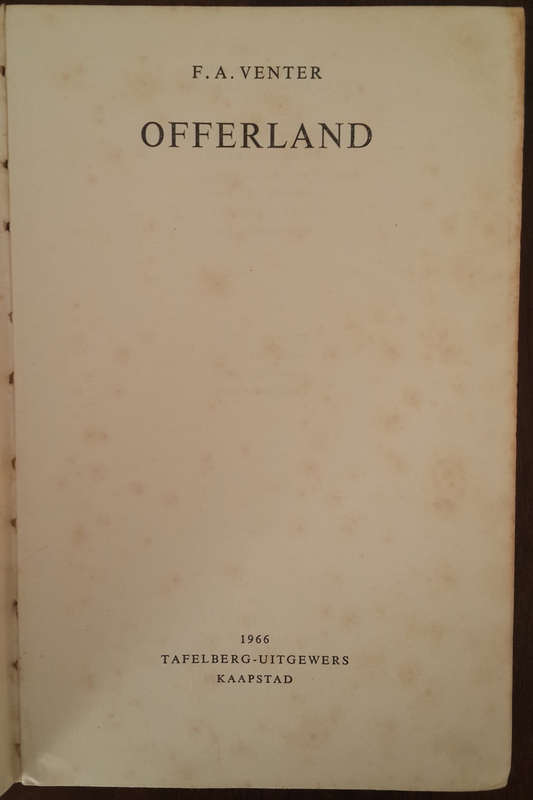 F. A. VENTER
OFFERLAND
1966
TAFELBERG-UITGEWERS
KAAPSTAD